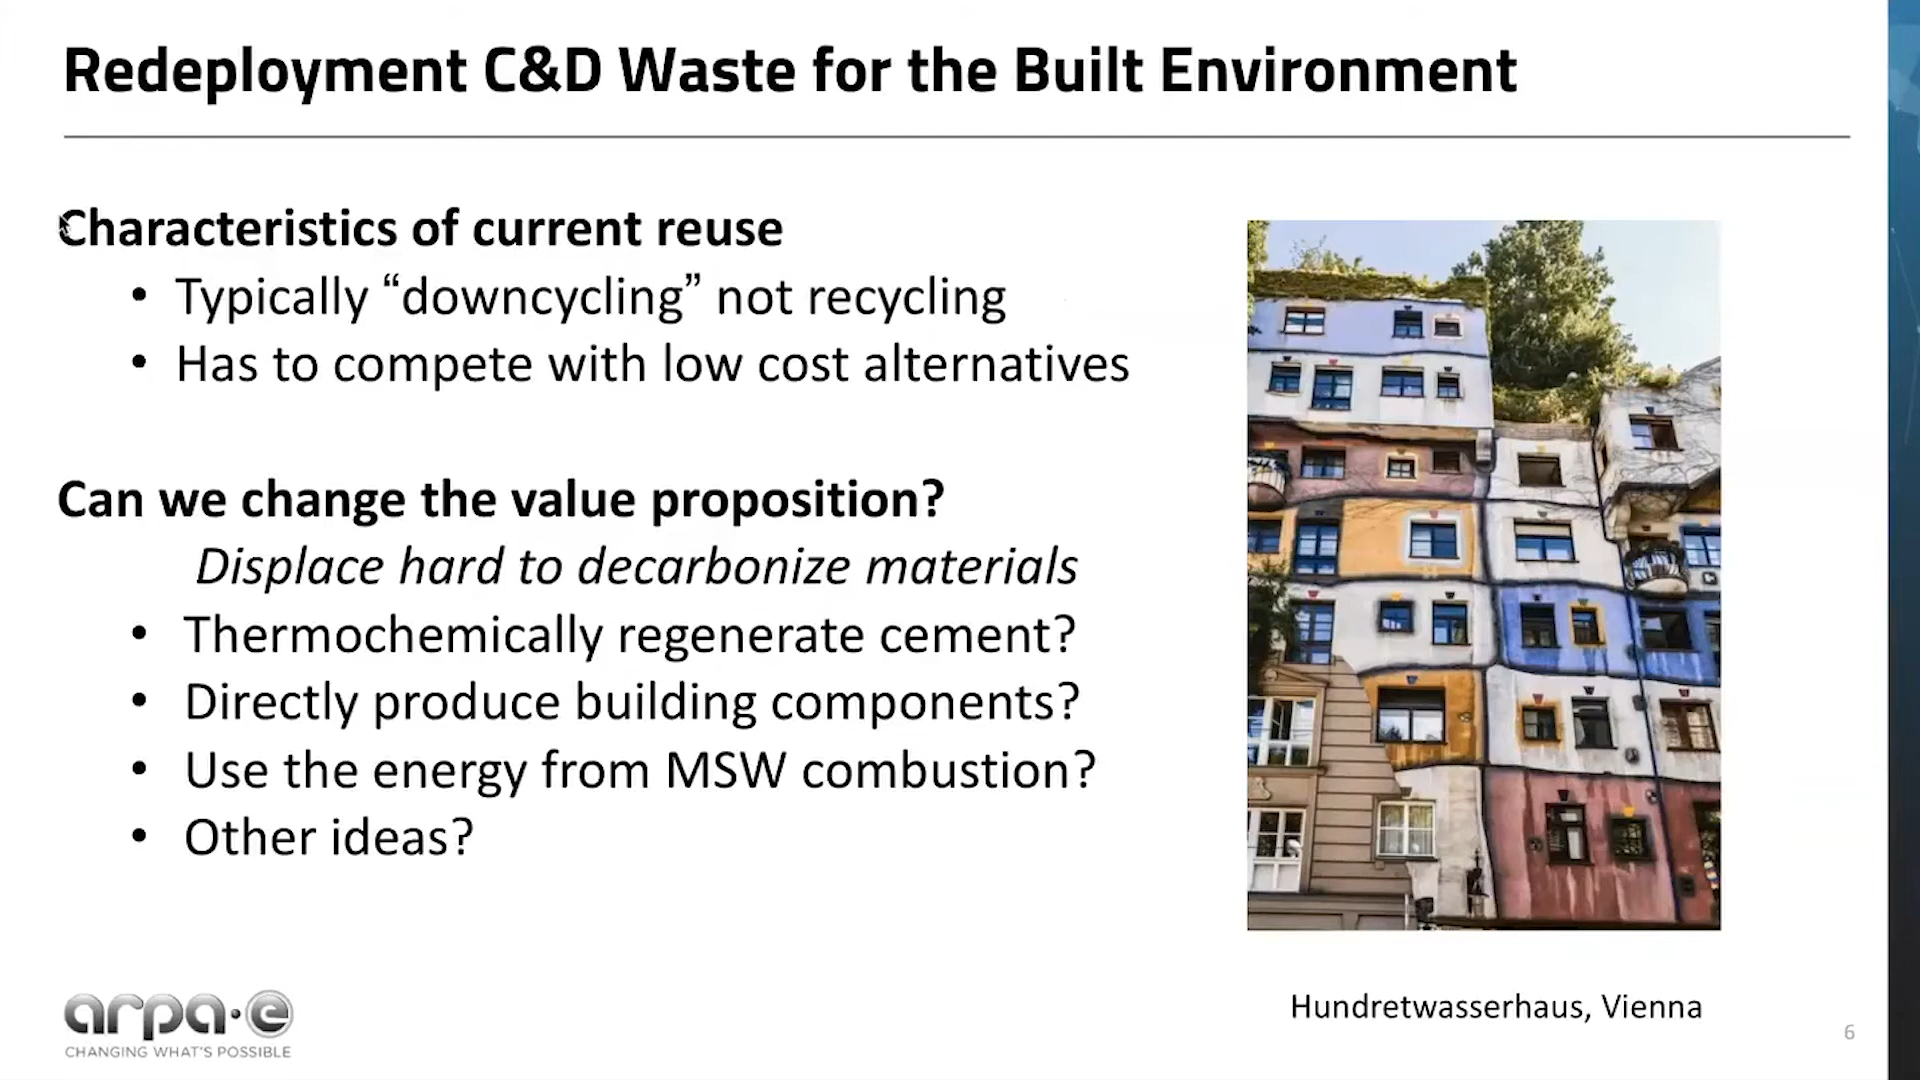 Redeployment C&D Waste for the Built Environment
Characteristics of current reuse
• Typically “downcycling” not recycling
• Has to compete with low cost alternatives
Can we change the value proposition?
Displace hard to decarbonize materials
• Thermochemically regenerate cement?
• Directly produce building components?
• Use the energy from MSW combustion?
• Other ideas?
arpa·e
CHANGING WHAT'S POSSIBLE
Hundretwasserhaus, Vienna
6